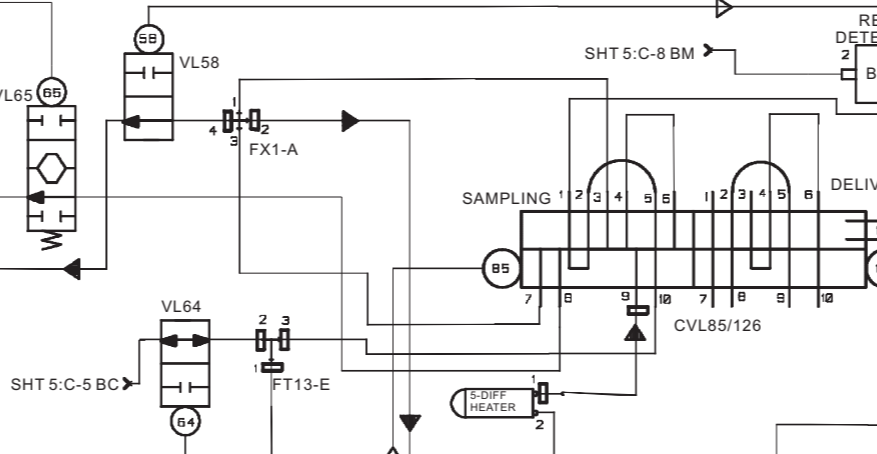 58
VL58
RE
DETE
2
SHT 5:C-8 BM
B
VL65
65
1
4
2
3
FX1-A
SAMPLING
1 2 3 4 5 6
1 2 3 4 5 6
DELIV
85
7 8 9 10
7 8 9 10
CVL85/126
VL64
2 3
1
FT13-E
SHT 5:C-5 BC
64
5-DIFF
HEATER
1
2